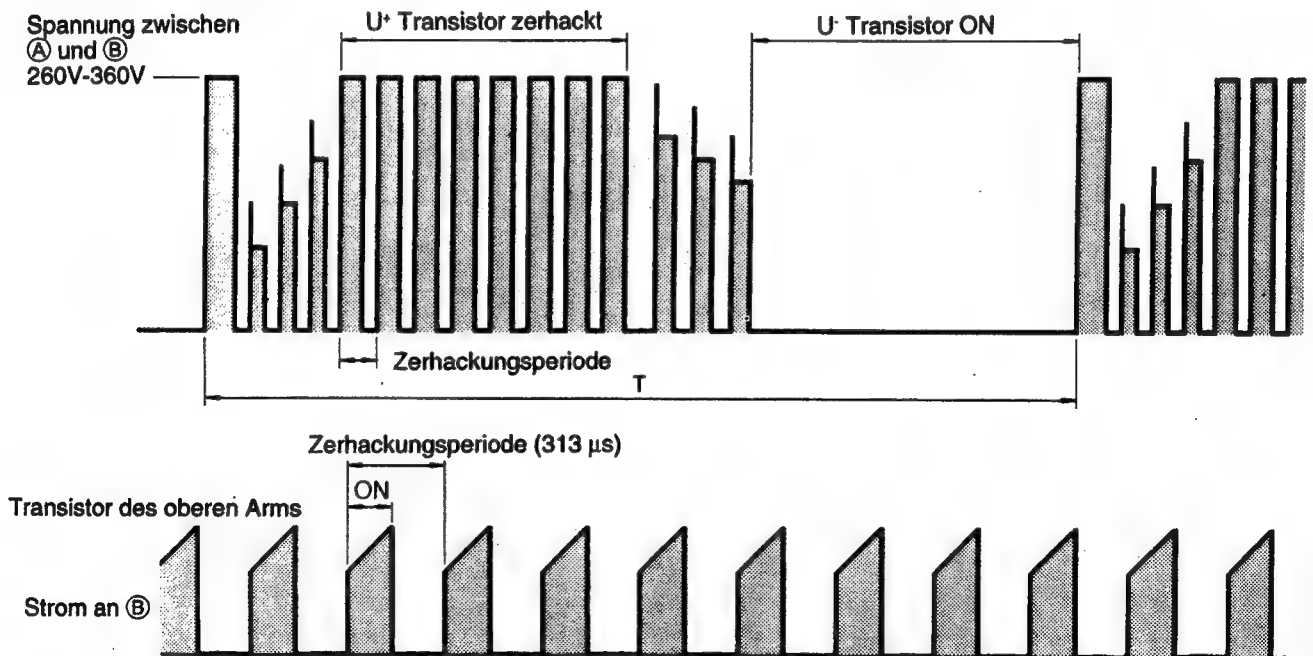 Spannung zwischen
Ⓐ und Ⓑ
260V-360V
U⁺ Transistor zerhackt
U⁻ Transistor ON
Zerhackungsperiode
T
Zerhackungsperiode (313 µs)
ON
Transistor des oberen Arms
Strom an Ⓑ